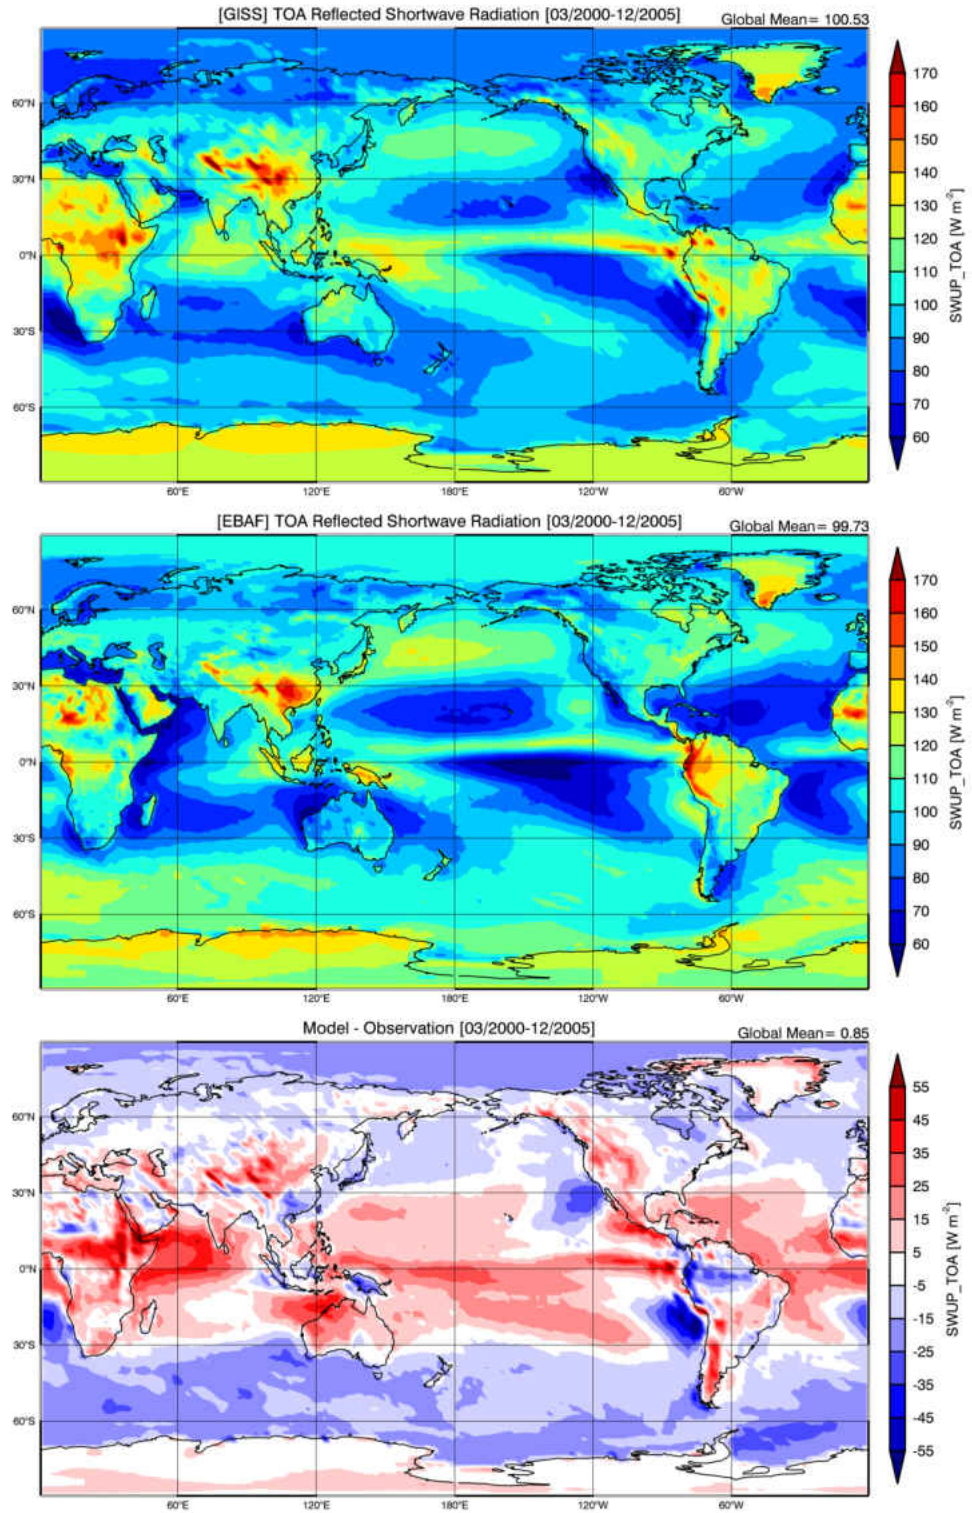 [GISS] TOA Reflected Shortwave Radiation [03/2000-12/2005] Global Mean= 100.53
170
160
150
140
130
120
110
100
90
80
70
60
SWUP_TOA [W m-2]
60°N
30°N
0°N
30°S
60°S
60°E 120°E 180°E 120°W 60°W
[EBAF] TOA Reflected Shortwave Radiation [03/2000-12/2005] Global Mean= 99.73
170
160
150
140
130
120
110
100
90
80
70
60
SWUP_TOA [W m-2]
60°N
30°N
0°N
30°S
60°S
60°E 120°E 180°E 120°W 60°W
Model - Observation [03/2000-12/2005] Global Mean= 0.85
55
45
35
25
15
5
-5
-15
-25
-35
-45
-55
SWUP_TOA [W m-2]
60°N
30°N
0°N
30°S
60°S
60°E 120°E 180°E 120°W 60°W